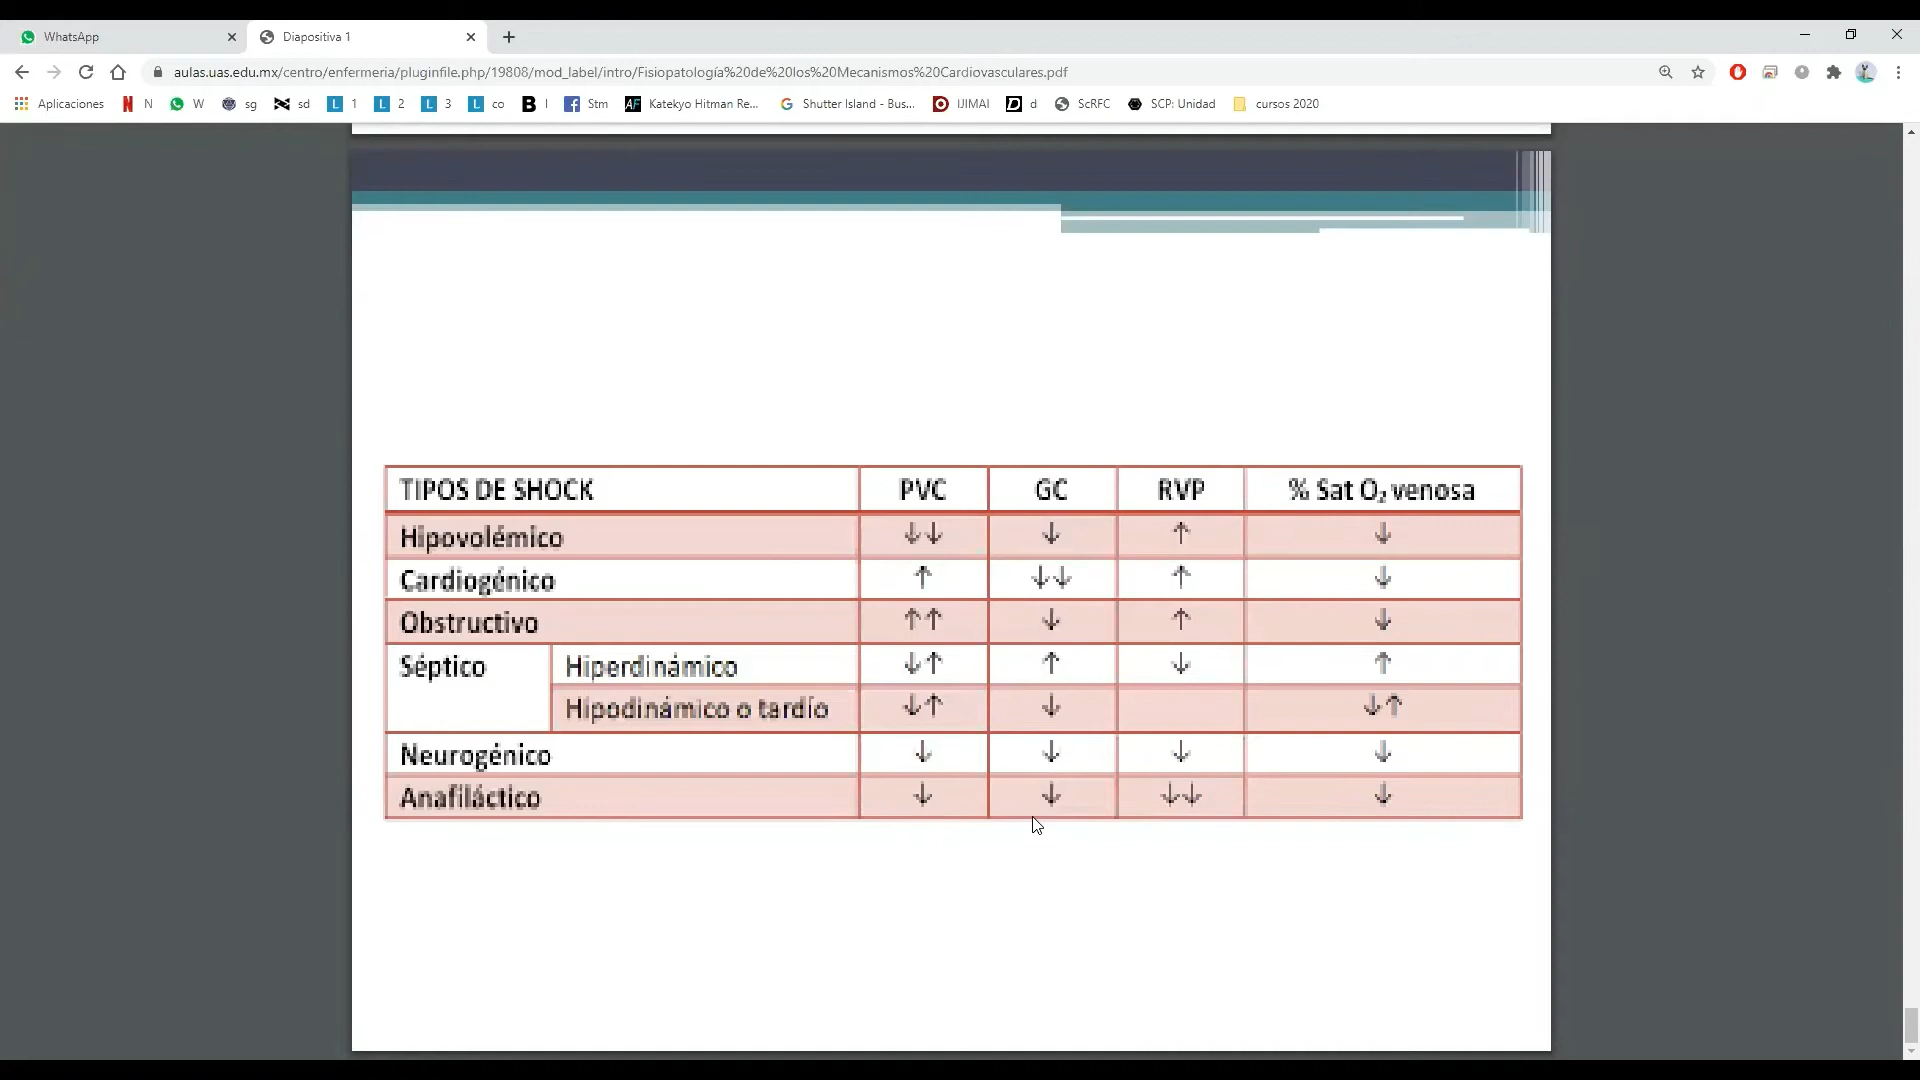 WhatsApp
Diapositiva 1
aulas.uas.edu.mx/centro/enfermeria/pluginfile.php/19808/mod_label/intro/Fisiopatología%20de%20los%20Mecanismos%20Cardiovasculares.pdf
Aplicaciones N N W sg sd L 1 L 2 L 3 L co B I Stm AF Katekyo Hitman Re... G Shutter Island - Bus... IJIMAI D d ScRFC SCP: Unidad cursos 2020
TIPOS DE SHOCK PVC GC RVP % Sat O₂ venosa
Hipovolémico ↓↓ ↓ ↑ ↓
Cardiogénico ↑ ↓↓ ↑ ↓
Obstructivo ↑↑ ↓ ↑ ↓
Séptico Hiperdinámico ↓↑ ↑ ↓ ↑
Hipodinámico o tardío ↓↑ ↓ ↓↑
Neurogénico ↓ ↓ ↓ ↓
Anafiláctico ↓ ↓ ↓↓ ↓